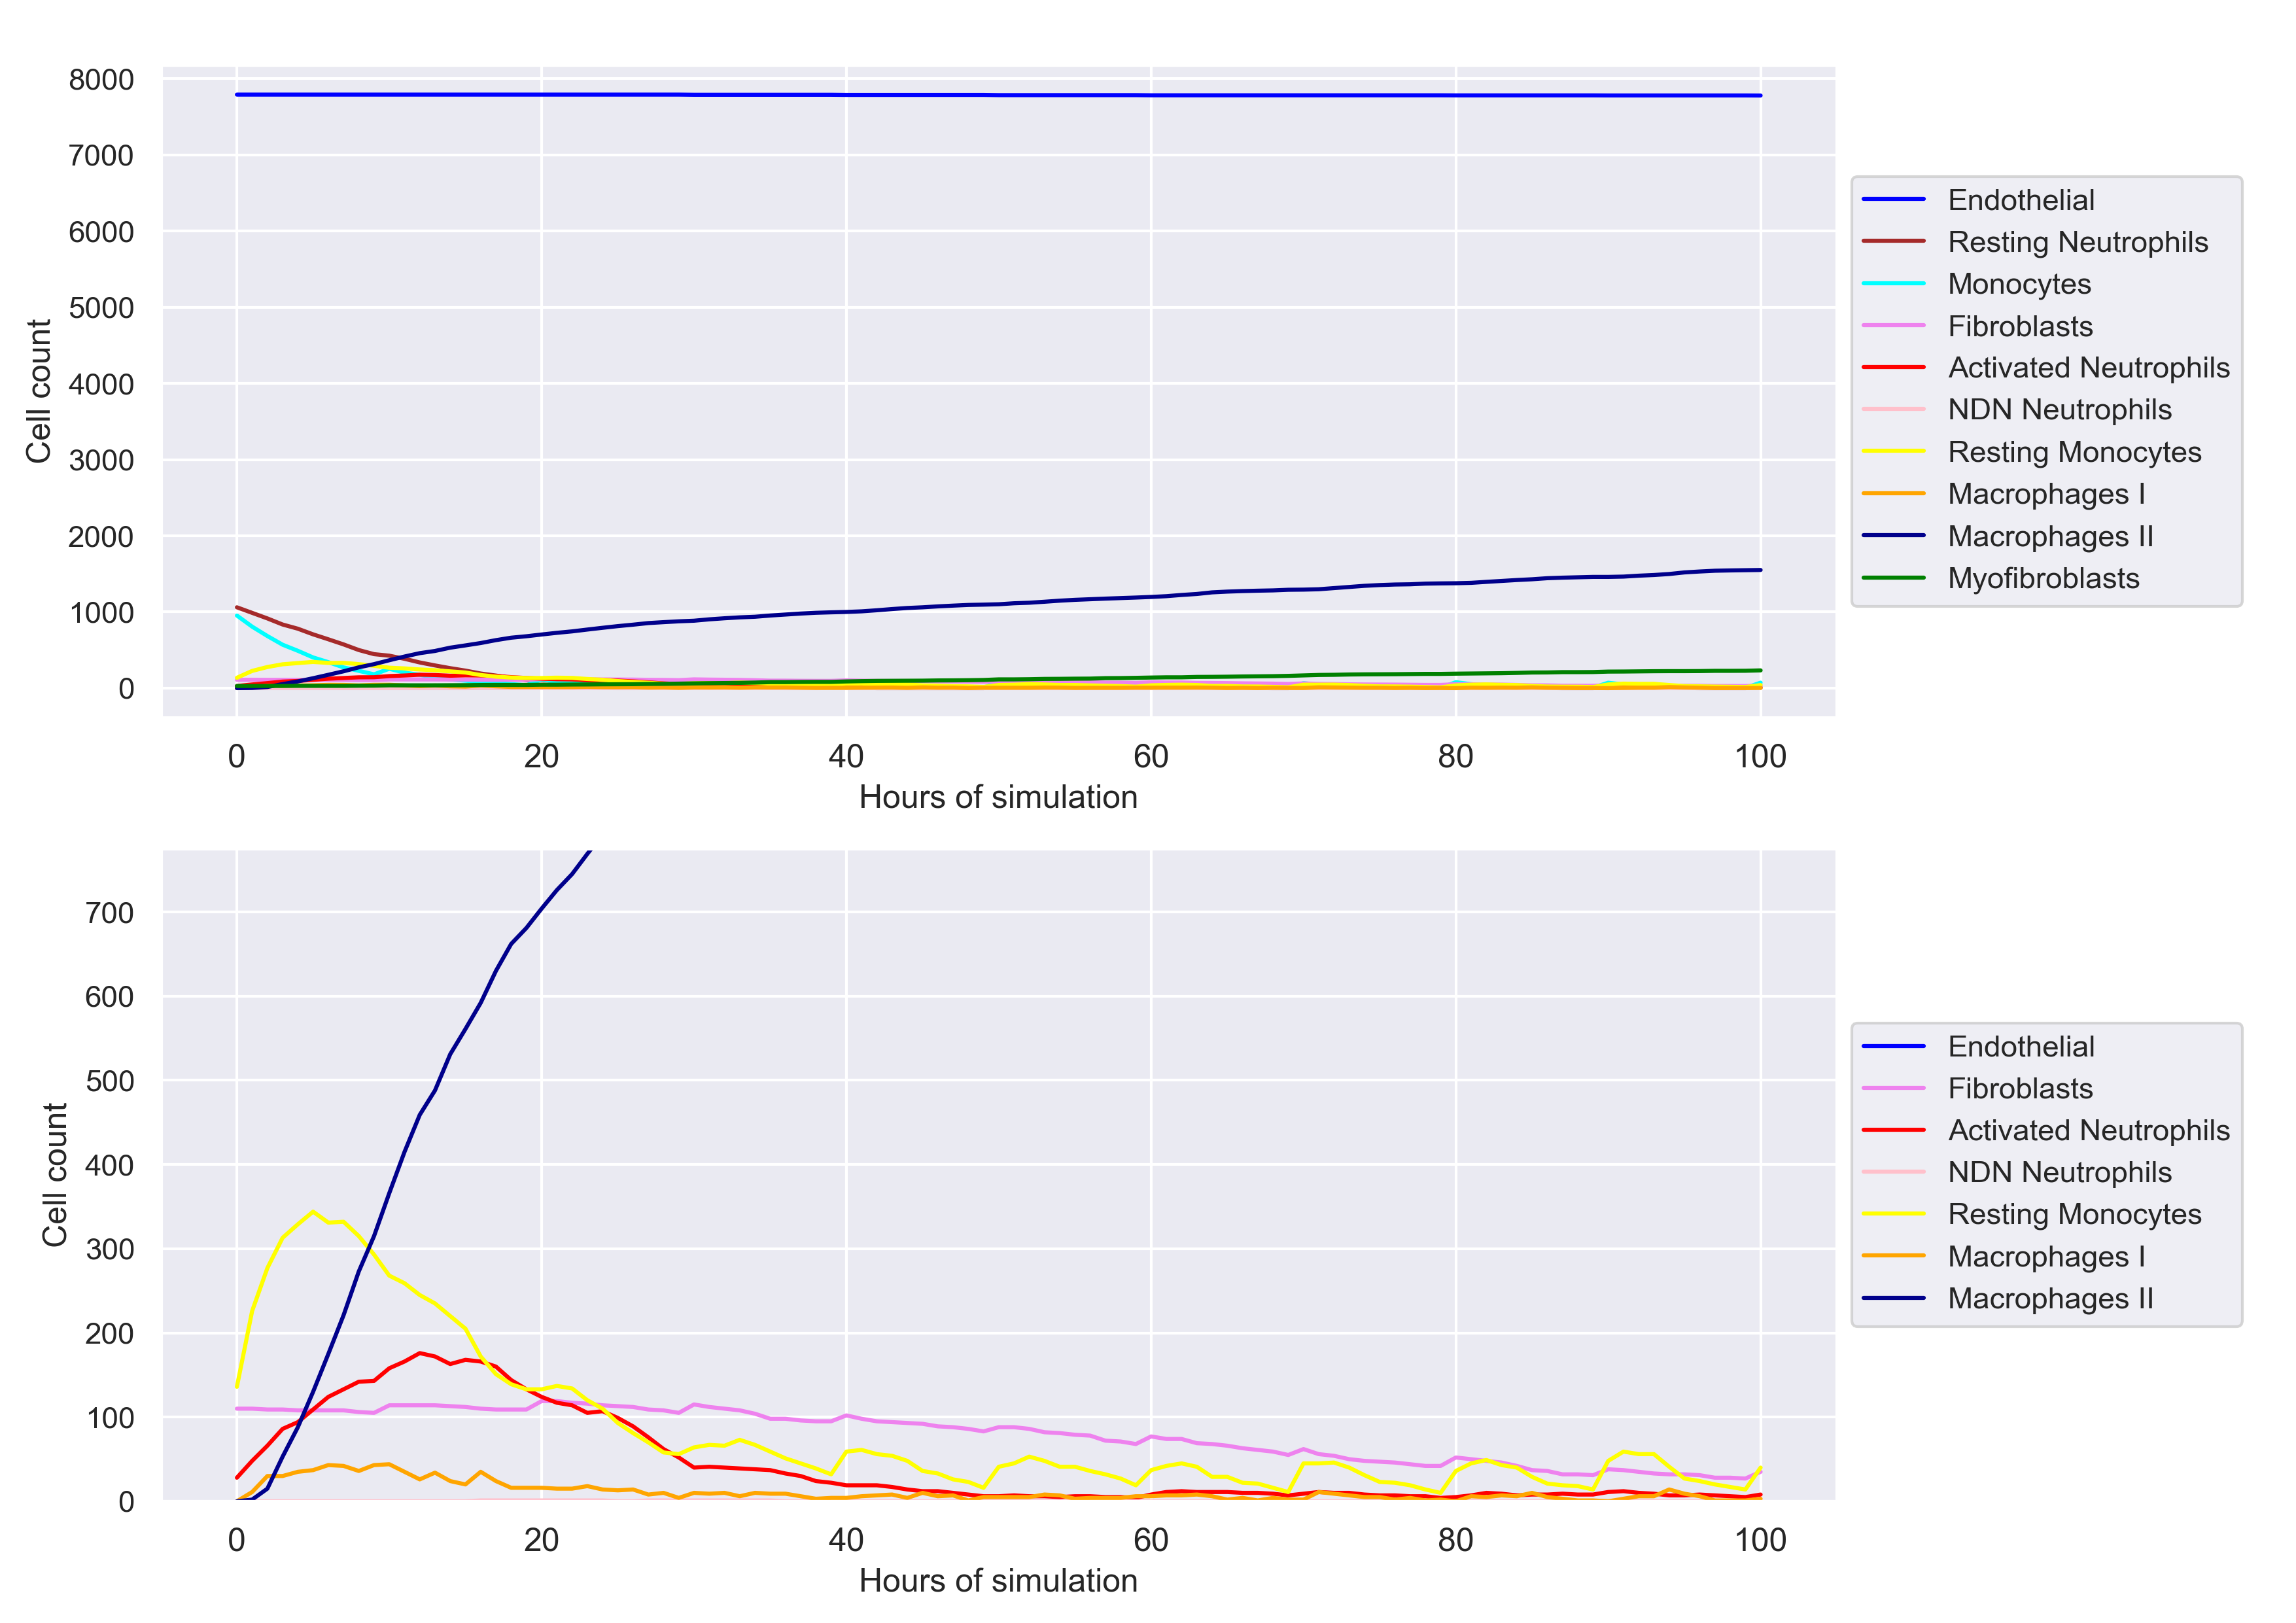 8000
7000
6000
5000
4000
3000
2000
1000
0
Cell count
0 20 40 60 80 100
Hours of simulation
Endothelial
Resting Neutrophils
Monocytes
Fibroblasts
Activated Neutrophils
NDN Neutrophils
Resting Monocytes
Macrophages I
Macrophages II
Myofibroblasts
700
600
500
400
300
200
100
0
Cell count
0 20 40 60 80 100
Hours of simulation
Endothelial
Fibroblasts
Activated Neutrophils
NDN Neutrophils
Resting Monocytes
Macrophages I
Macrophages II